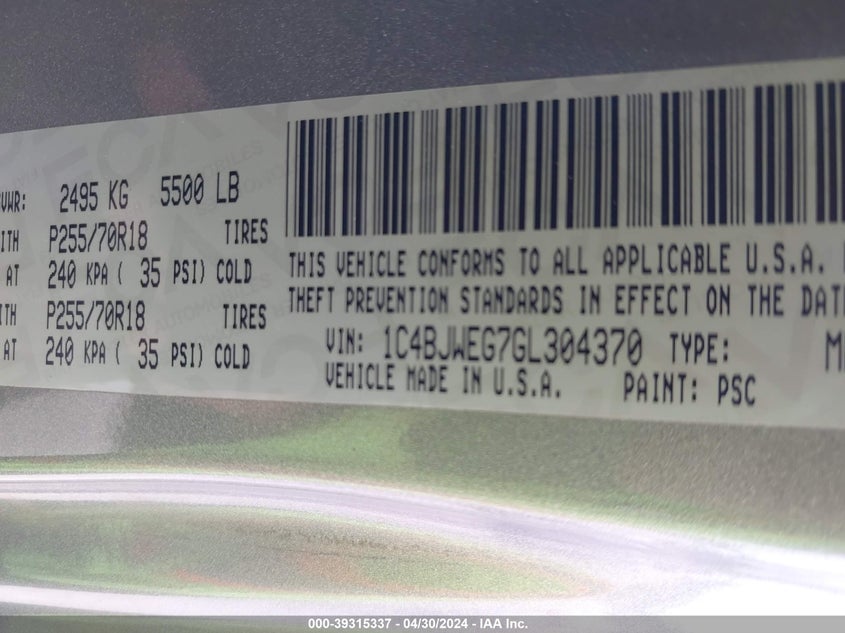 VWR: 2495 KG 5500 LB
ITH P255/70R18 TIRES
AT 240 KPA ( 35 PSI) COLD
ITH P255/70R18 TIRES
AT 240 KPA ( 35 PSI) COLD
THIS VEHICLE CONFORMS TO ALL APPLICABLE U.S.A.
THEFT PREVENTION STANDARDS IN EFFECT ON THE DAT
VIN: 1C4BJWEG7GL304370 TYPE: M
VEHICLE MADE IN U.S.A. PAINT: PSC
000-39315337 - 04/30/2024 - IAA Inc.